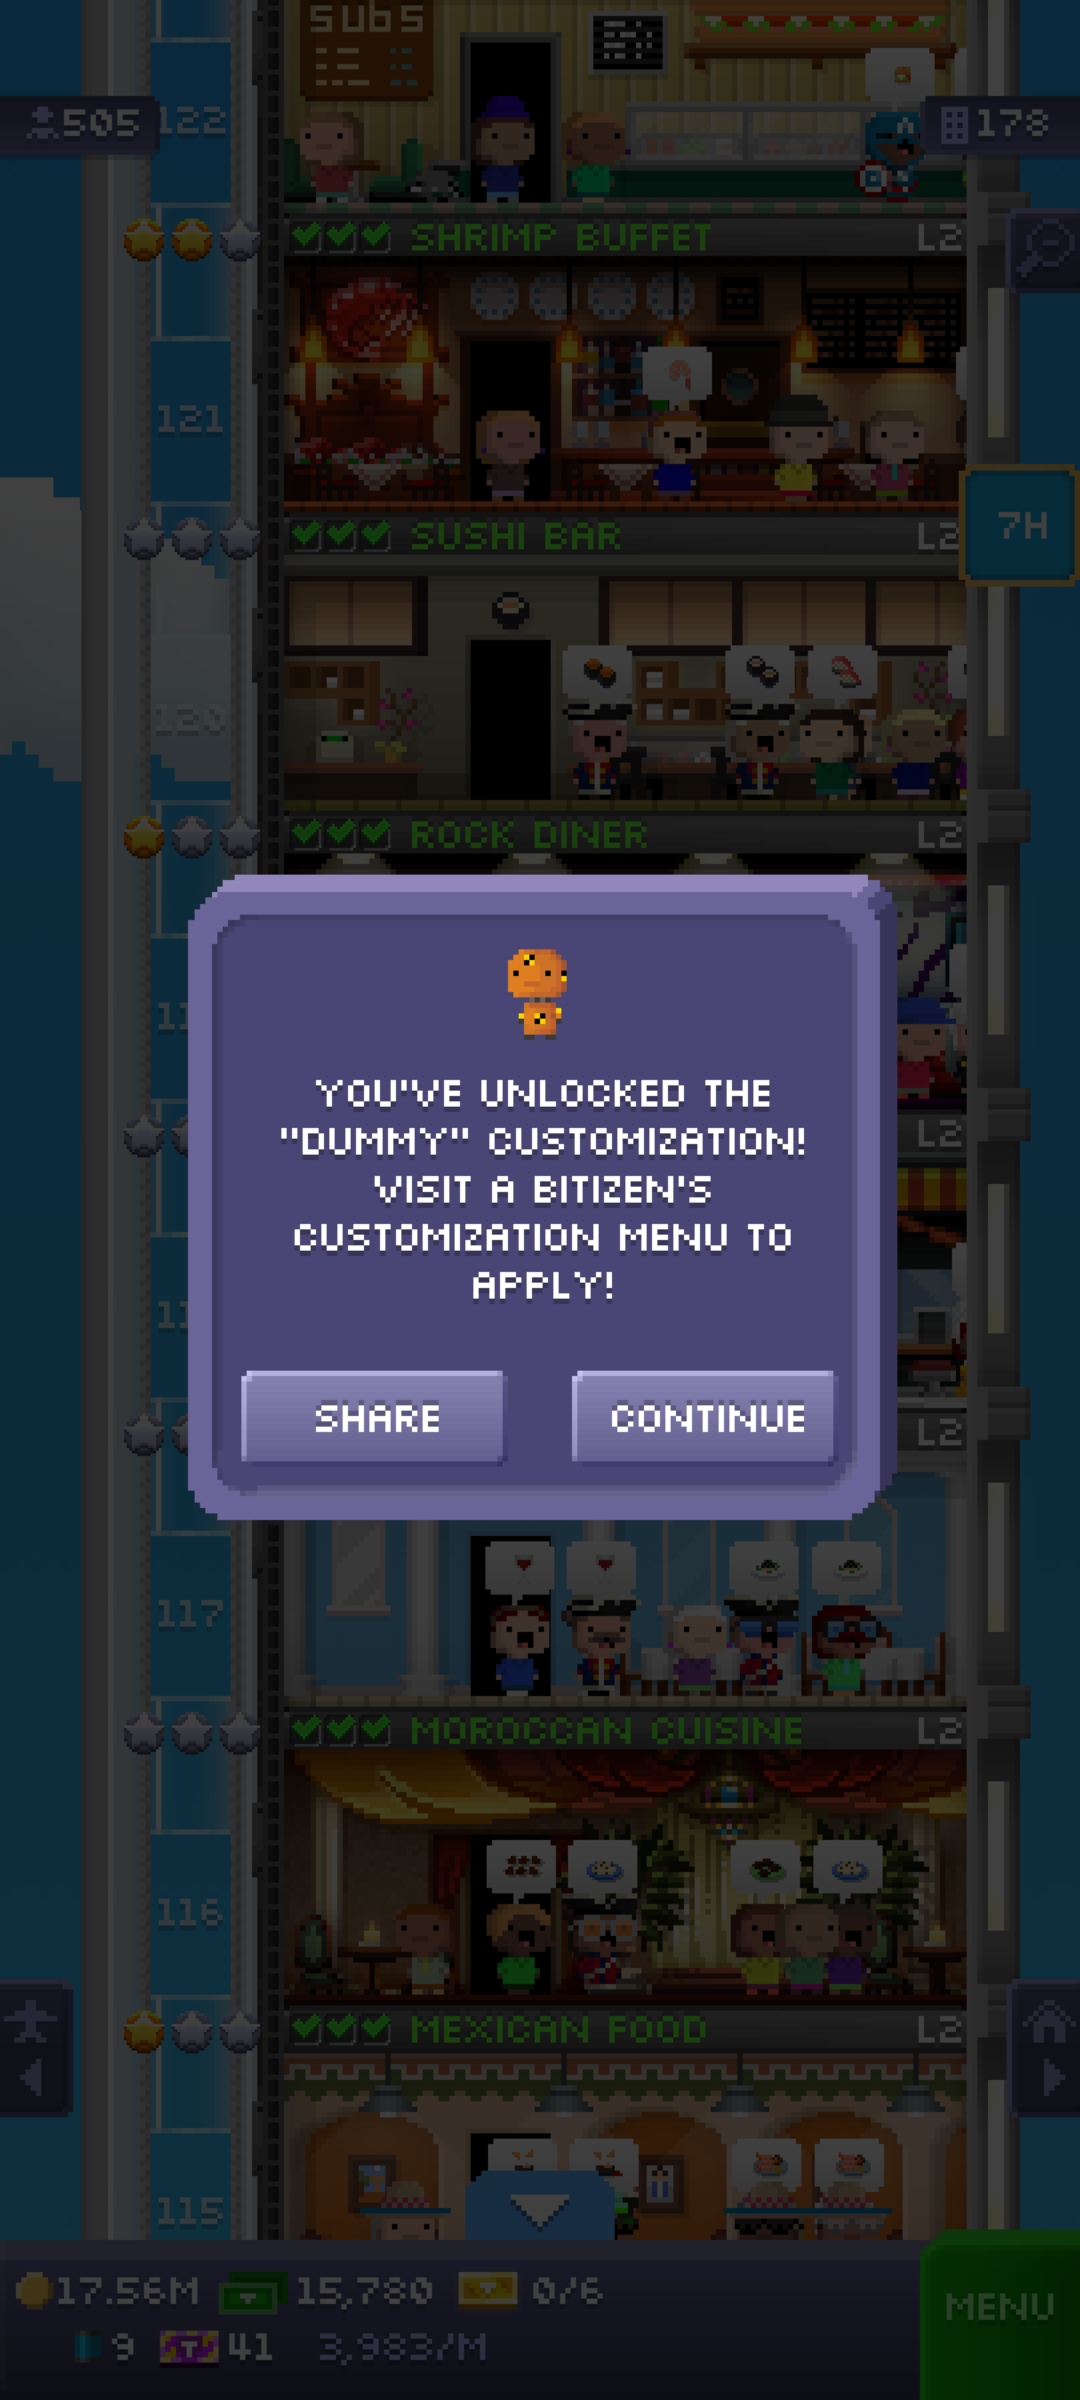 SUBS
505
122
178
SHRIMP BUFFET
L2
121
7H
SUSHI BAR
L2
120
ROCK DINER
L2
YOU'VE UNLOCKED THE
"DUMMY" CUSTOMIZATION!
VISIT A BITIZEN'S
CUSTOMIZATION MENU TO
APPLY!
L2
SHARE
CONTINUE
L2
117
MOROCCAN CUISINE
L2
116
MEXICAN FOOD
L2
115
17.56M
15,780
0/6
MENU
9
41
3,983/M